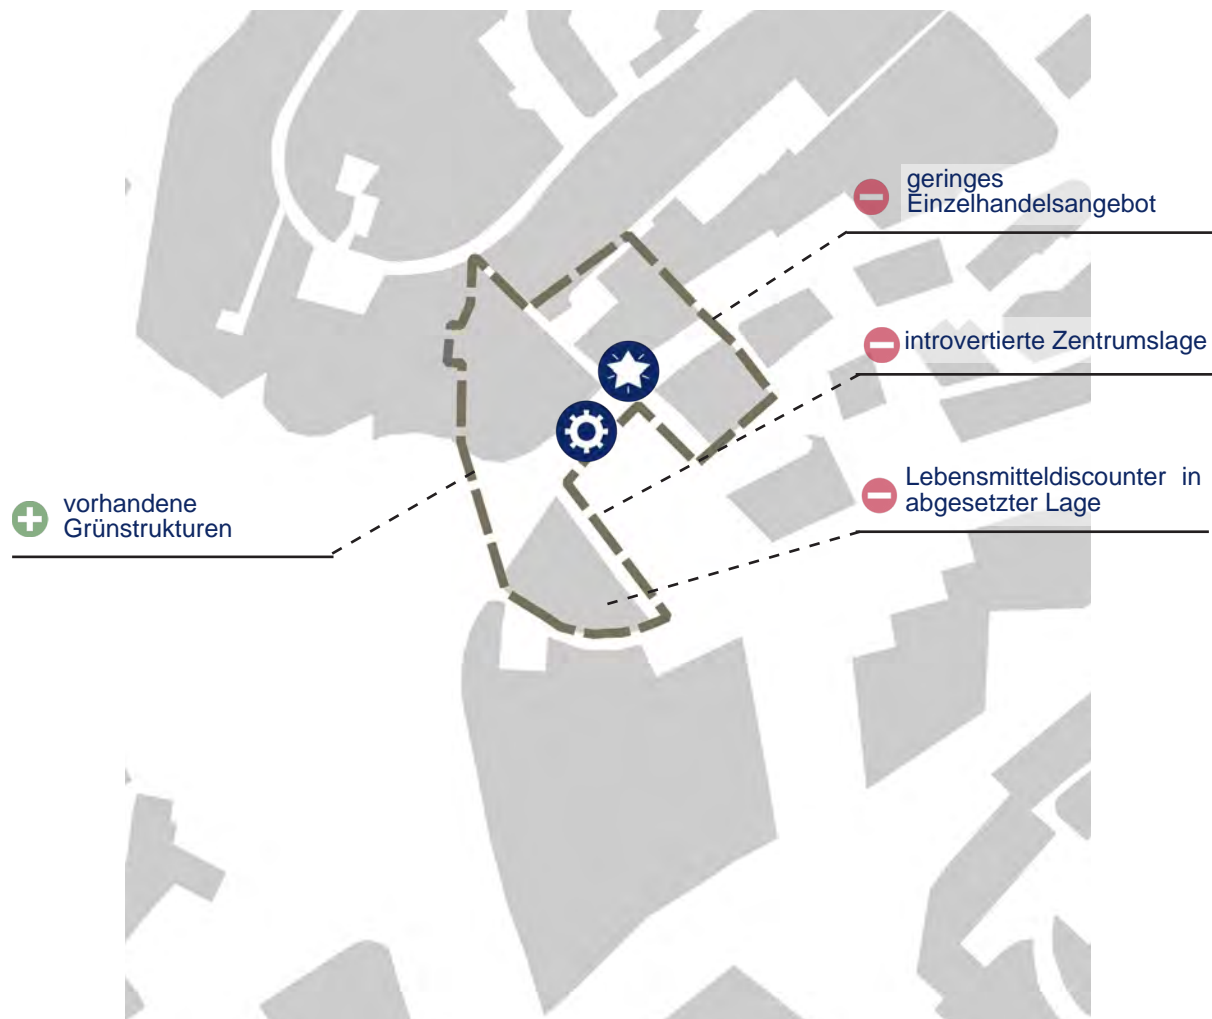 geringes
Einzelhandelsangebot
introvertierte Zentrumslage
Lebensmitteldiscounter in
abgesetzter Lage
vorhandene
Grünstrukturen